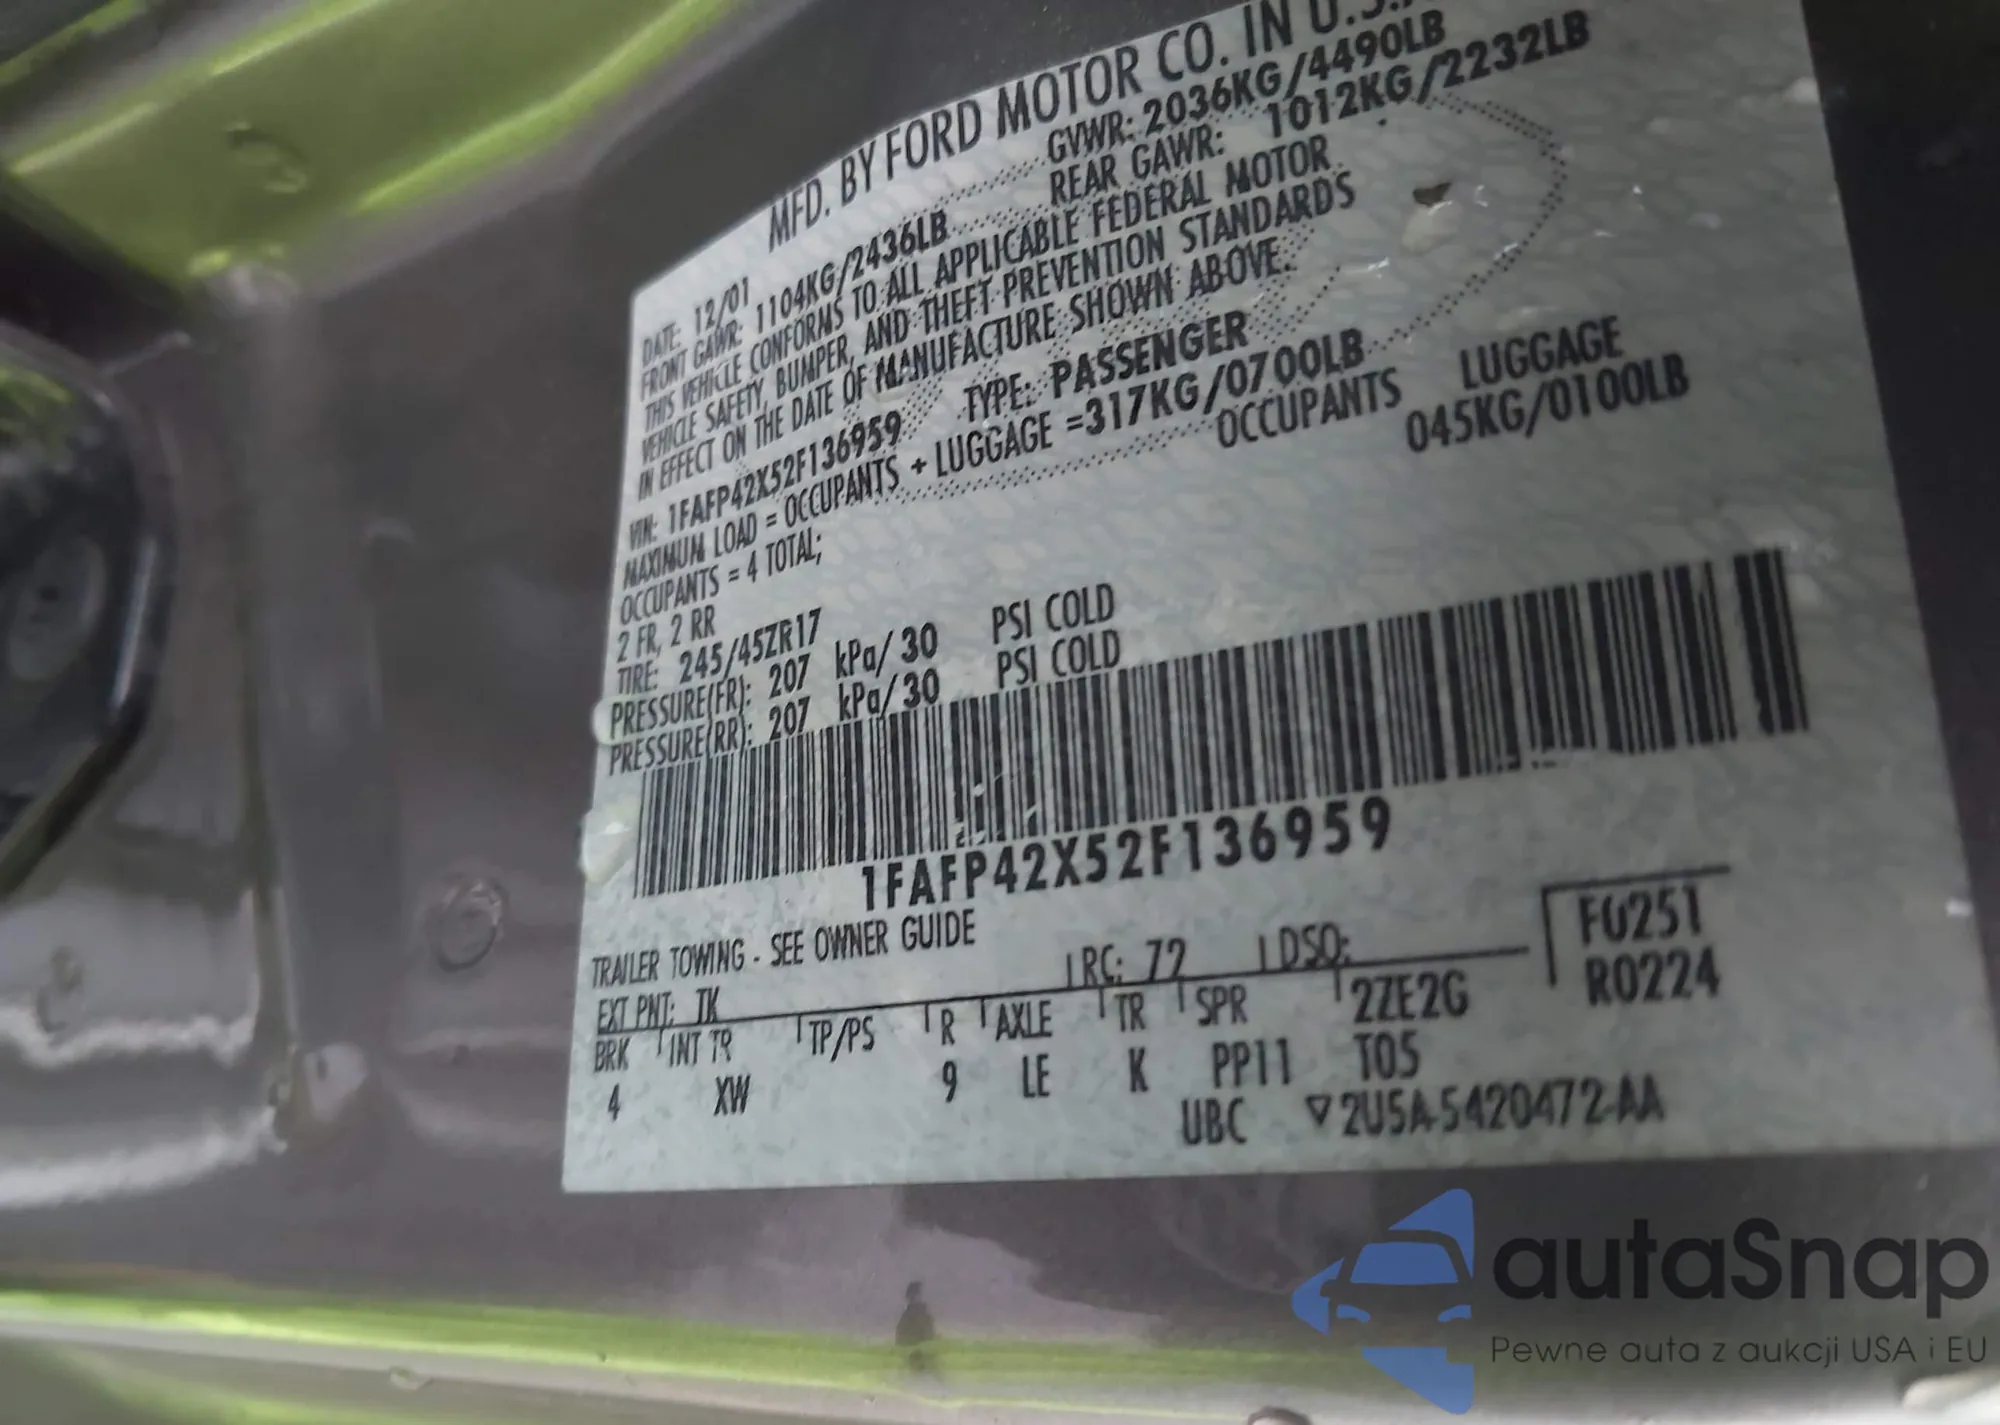 MFD. BY FORD MOTOR CO. IN U.S.A.
DATE: 12/01 GVWR: 2036KG/4490LB
FRONT GAWR: 1104KG/2436LB REAR GAWR: 1012KG/2232LB
THIS VEHICLE CONFORMS TO ALL APPLICABLE FEDERAL MOTOR
VEHICLE SAFETY, BUMPER, AND THEFT PREVENTION STANDARDS
IN EFFECT ON THE DATE OF MANUFACTURE SHOWN ABOVE.
VIN: 1FAFP42X52F136959 TYPE: PASSENGER
MAXIMUM LOAD = OCCUPANTS + LUGGAGE =317KG/0700LB
OCCUPANTS = 4 TOTAL; OCCUPANTS LUGGAGE
2 FR, 2 RR 045KG/0100LB
TIRE: 245/45ZR17
PRESSURE(FR): 207 kPa/ 30 PSI COLD
PRESSURE(RR): 207 kPa/ 30 PSI COLD
1FAFP42X52F136959
TRAILER TOWING - SEE OWNER GUIDE
F0251
EXT PNT: TK RC: 72 DSO: R0224
BRK INT TR TP/PS R AXLE TR SPR 2ZE2G
4 XW 9 LE K PP11 T05
UBC ▽2U5A-5420472-AA
autaSnap
Pewne auta z aukcji USA i EU